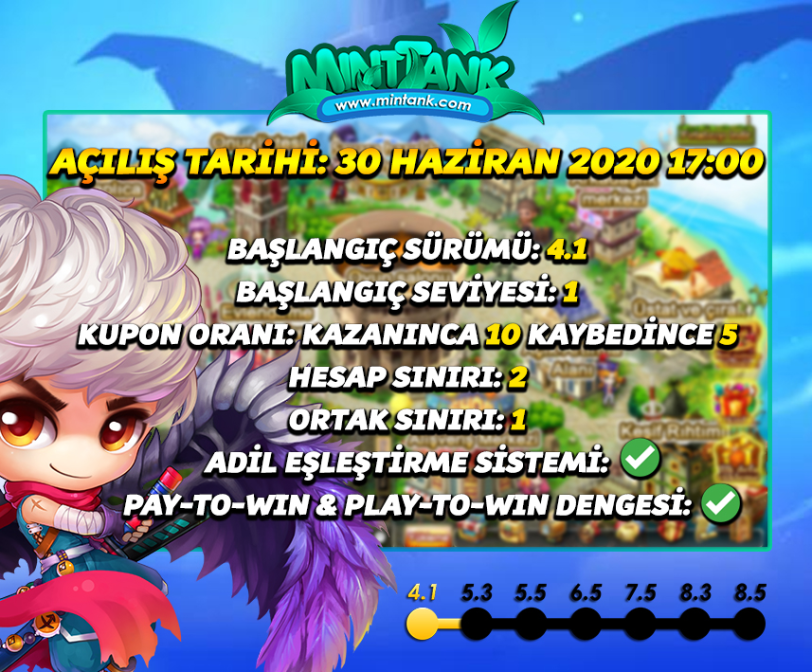 MINTTANK
www.mintank.com
AÇILIŞ TARİHİ: 30 HAZİRAN 2020 17:00
BAŞLANGIÇ SÜRÜMÜ: 4.1
BAŞLANGIÇ SEVİYESİ: 1
KUPON ORANI: KAZANINCA 10 KAYBEDİNCE 5
HESAP SINIRI: 2
ORTAK SINIRI: 1
ADİL EŞLEŞTİRME SİSTEMİ:
PAY-TO-WIN & PLAY-TO-WIN DENGESİ:
4.1 5.3 5.5 6.5 7.5 8.3 8.5